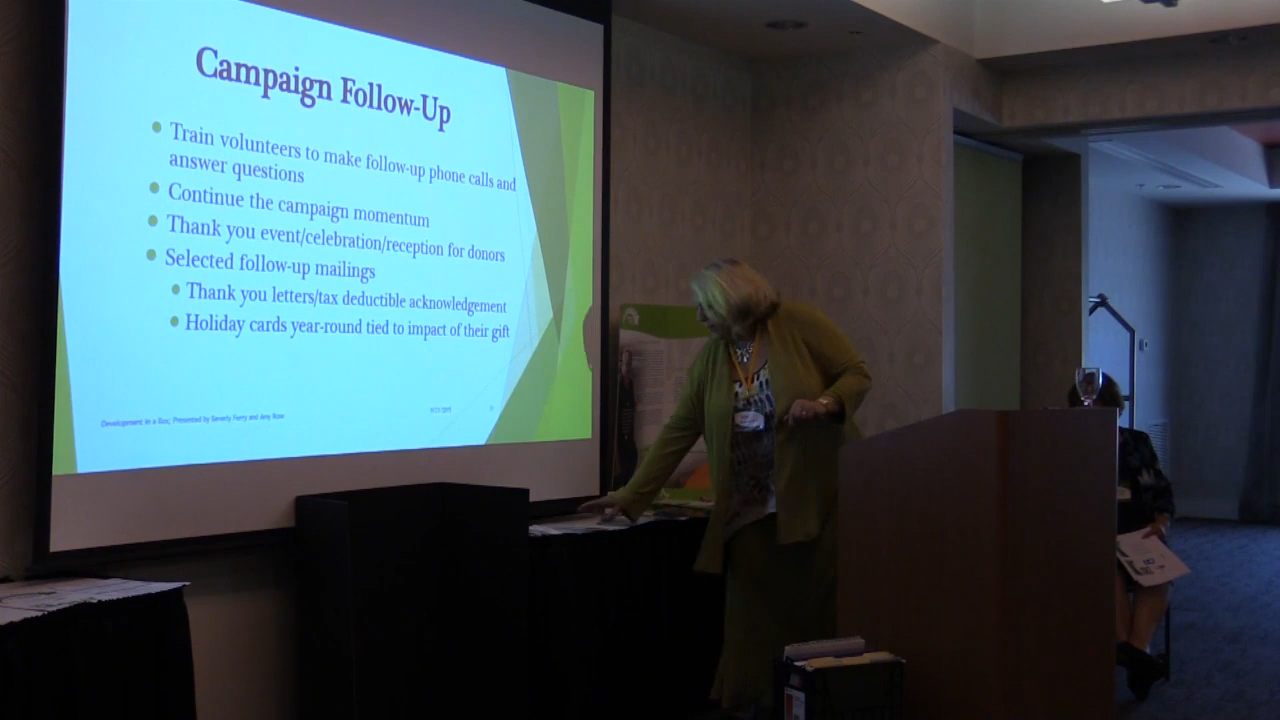 Campaign Follow-Up
Train volunteers to make follow-up phone calls and
answer questions
Continue the campaign momentum
Thank you event/celebration/reception for donors
Selected follow-up mailings
Thank you letters/tax deductible acknowledgement
Holiday cards year-round tied to impact of their gift
Development in a Box; Presented by Beverly Ferry and Amy Rosa